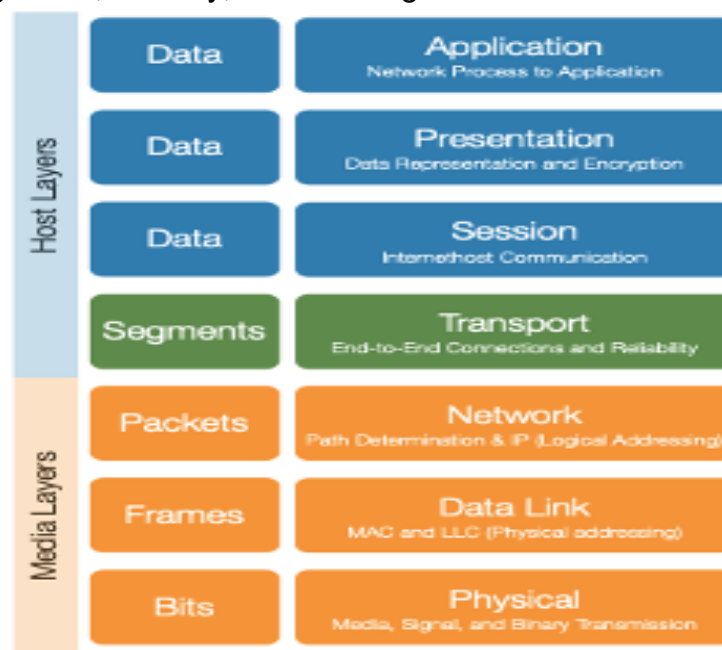 Host Layers
Data
Application
Network Process to Application
Data
Presentation
Data Representation and Encryption
Data
Session
Internethost Communication
Segments
Transport
End-to-End Connections and Reliability
Media Layers
Packets
Network
Path Determination & IP (Logical Addressing)
Frames
Data Link
MAC and LLC (Physical addressing)
Bits
Physical
Media, Signal, and Binary Transmission